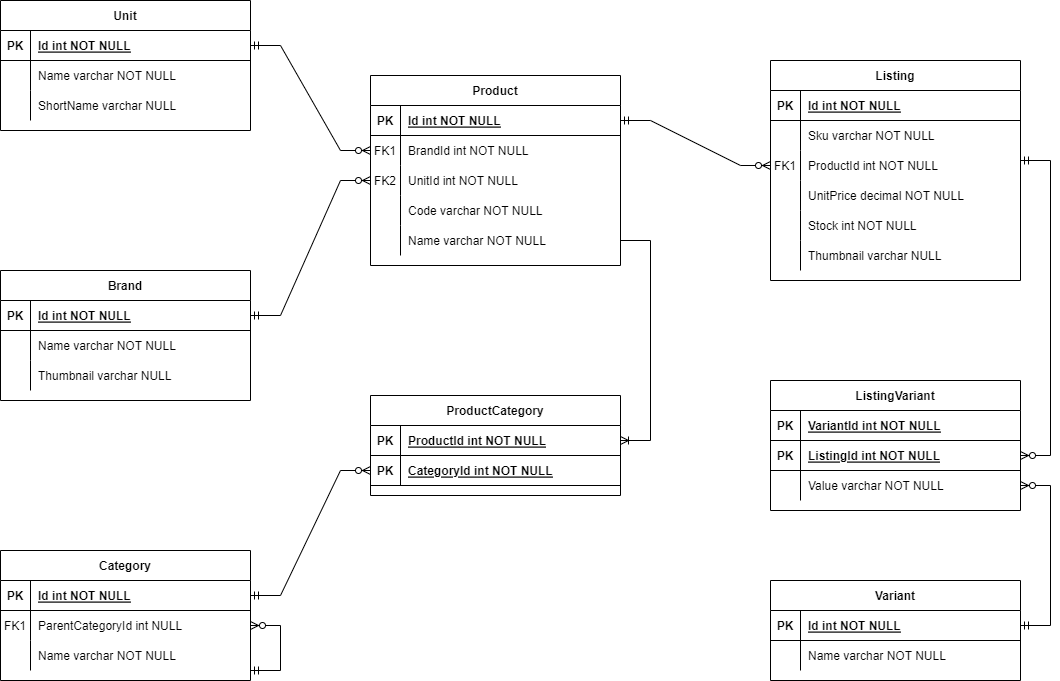 Unit
PK Id int NOT NULL
Name varchar NOT NULL
ShortName varchar NULL
Product
PK Id int NOT NULL
FK1 BrandId int NOT NULL
FK2 UnitId int NOT NULL
Code varchar NOT NULL
Name varchar NOT NULL
Listing
PK Id int NOT NULL
Sku varchar NOT NULL
FK1 ProductId int NOT NULL
UnitPrice decimal NOT NULL
Stock int NOT NULL
Thumbnail varchar NULL
Brand
PK Id int NOT NULL
Name varchar NOT NULL
Thumbnail varchar NULL
ProductCategory
PK ProductId int NOT NULL
PK CategoryId int NOT NULL
ListingVariant
PK VariantId int NOT NULL
PK ListingId int NOT NULL
Value varchar NOT NULL
Category
PK Id int NOT NULL
FK1 ParentCategoryId int NULL
Name varchar NOT NULL
Variant
PK Id int NOT NULL
Name varchar NOT NULL